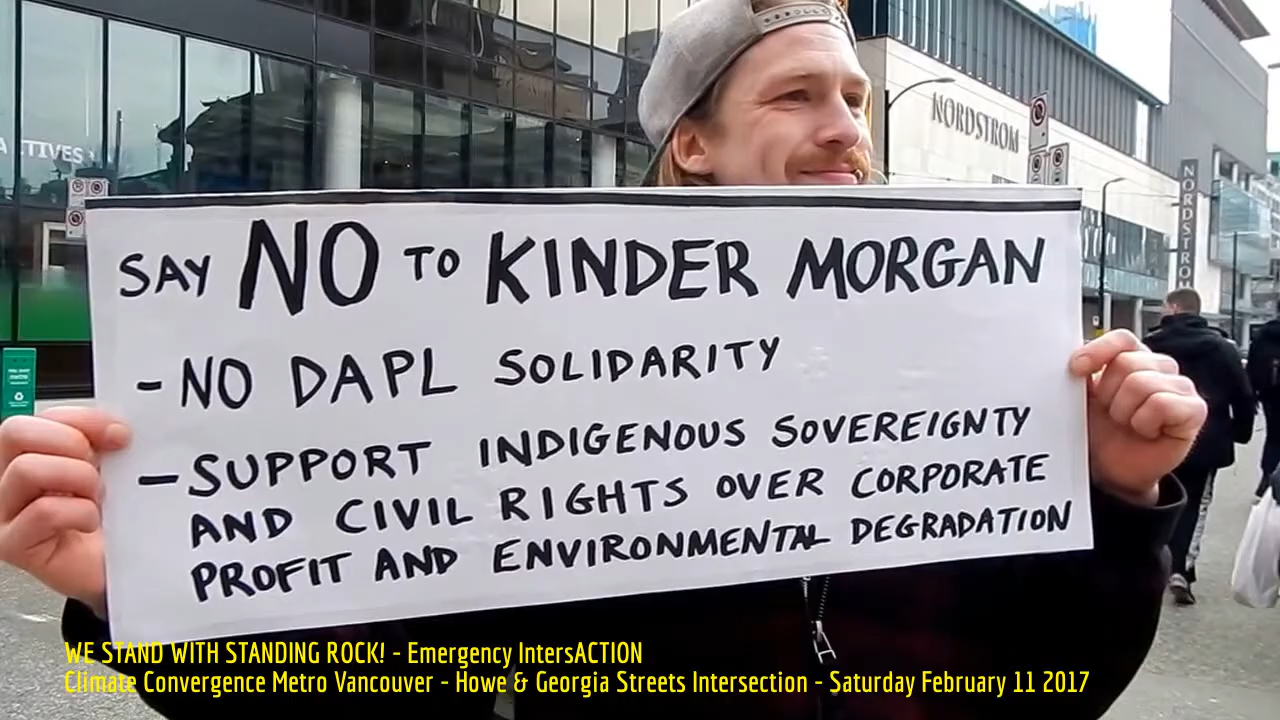 A CTIVES
NORDSTROM
NORDSTROM
SAY NO TO KINDER MORGAN
- NO DAPL SOLIDARITY
- SUPPORT INDIGENOUS SOVEREIGNTY
AND CIVIL RIGHTS OVER CORPORATE
PROFIT AND ENVIRONMENTAL DEGRADATION
WE STAND WITH STANDING ROCK! - Emergency IntersACTION
Climate Convergence Metro Vancouver - Howe & Georgia Streets Intersection - Saturday February 11 2017